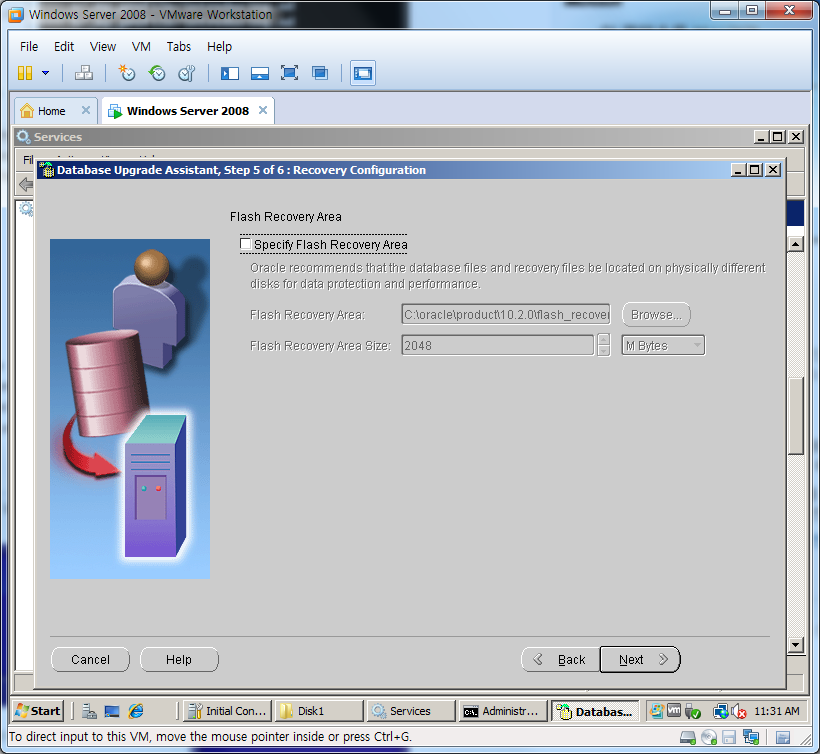 Windows Server 2008 - VMware Workstation
File Edit View VM Tabs Help
Home
Windows Server 2008
Services
Database Upgrade Assistant, Step 5 of 6 : Recovery Configuration
Flash Recovery Area
Specify Flash Recovery Area
Oracle recommends that the database files and recovery files be located on physically different
disks for data protection and performance.
Flash Recovery Area: C:\oracle\product\10.2.0\flash_recover Browse...
Flash Recovery Area Size: 2048 M Bytes
Cancel Help Back Next
Start Initial Con... Disk1 Services Administr... Databas... 11:31 AM
To direct input to this VM, move the mouse pointer inside or press Ctrl+G.